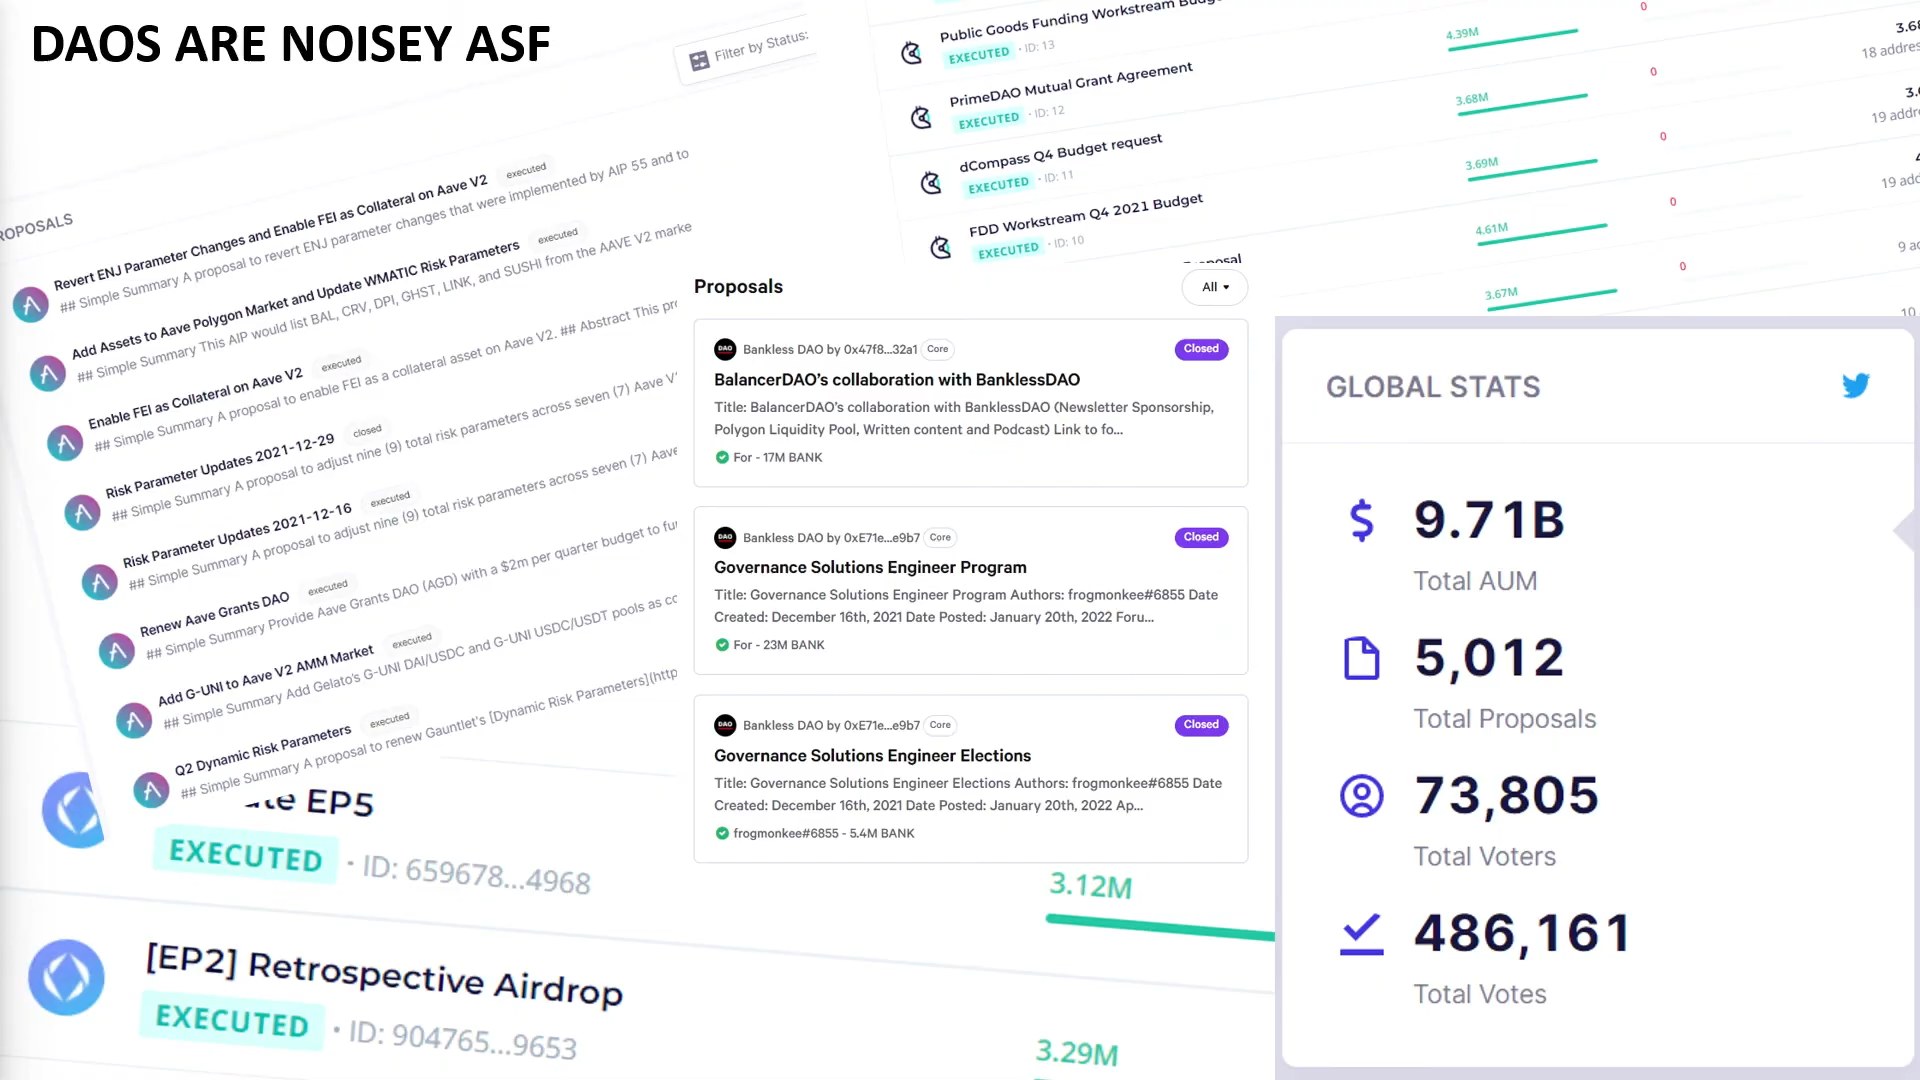 DAOS ARE NOISEY ASF
Filter by Status:
PROPOSALS
Revert ENJ Parameter Changes and Enable FEI as Collateral on Aave V2 executed
## Simple Summary A proposal to revert ENJ parameter changes that were implemented by AIP 55 and to
Add Assets to Aave Polygon Market and Update WMATIC Risk Parameters executed
## Simple Summary This AIP would list BAL, CRV, DPI, GHST, LINK, and SUSHI from the AAVE V2 marke
Enable FEI as Collateral on Aave V2 executed
## Simple Summary A proposal to enable FEI as a collateral asset on Aave V2. ## Abstract This pr
Risk Parameter Updates 2021-12-29 closed
## Simple Summary A proposal to adjust nine (9) total risk parameters across seven (7) Aave V
Risk Parameter Updates 2021-12-16 executed
## Simple Summary A proposal to adjust nine (9) total risk parameters across seven (7) Aave
Renew Aave Grants DAO executed
## Simple Summary Provide Aave Grants DAO (AGD) with a $2m per quarter budget to fu
Add G-UNI to Aave V2 AMM Market executed
## Simple Summary Add Gelato's G-UNI DAI/USDC and G-UNI USDC/USDT pools as co
Q2 Dynamic Risk Parameters executed
## Simple Summary A proposal to renew Gauntlet's [Dynamic Risk Parameters](http
Public Goods Funding Workstream Budge
EXECUTED · ID: 13
4.39M
0
3.68
18 addres
PrimeDAO Mutual Grant Agreement
EXECUTED · ID: 12
3.68M
0
19 addre
dCompass Q4 Budget request
EXECUTED · ID: 11
3.69M
0
19 add
FDD Workstream Q4 2021 Budget
EXECUTED · ID: 10
4.61M
0
9 ad
Proposal
3.67M
0
10
Proposals
All
DAO Bankless DAO by 0x47f8...32a1 Core Closed
BalancerDAO’s collaboration with BanklessDAO
Title: BalancerDAO’s collaboration with BanklessDAO (Newsletter Sponsorship,
Polygon Liquidity Pool, Written content and Podcast) Link to fo...
For - 17M BANK
DAO Bankless DAO by 0xE71e...e9b7 Core Closed
Governance Solutions Engineer Program
Title: Governance Solutions Engineer Program Authors: frogmonkee#6855 Date
Created: December 16th, 2021 Date Posted: January 20th, 2022 Foru...
For - 23M BANK
DAO Bankless DAO by 0xE71e...e9b7 Core Closed
Governance Solutions Engineer Elections
Title: Governance Solutions Engineer Elections Authors: frogmonkee#6855 Date
Created: December 16th, 2021 Date Posted: January 20th, 2022 Ap...
frogmonkee#6855 - 5.4M BANK
EP5
EXECUTED · ID: 659678...4968
3.12M
[EP2] Retrospective Airdrop
EXECUTED · ID: 904765...9653
3.29M
GLOBAL STATS
$ 9.71B
Total AUM
5,012
Total Proposals
73,805
Total Voters
486,161
Total Votes